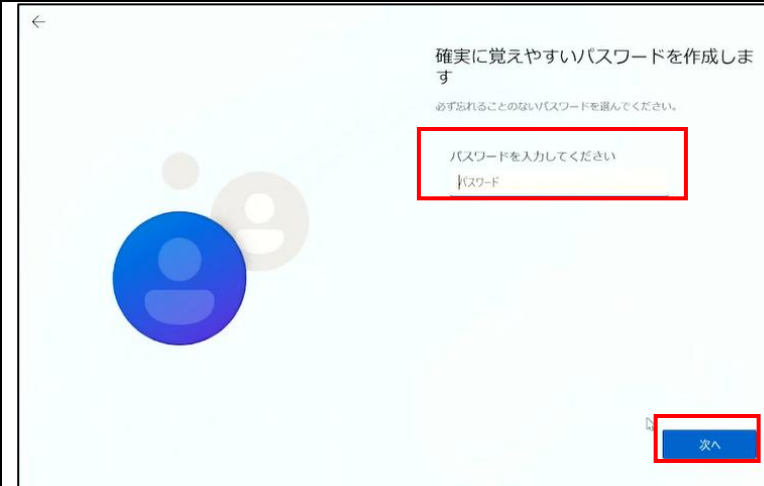 確実に覚えやすいパスワードを作成しま
す
必ず忘れることのないパスワードを選んでください。
パスワードを入力してください
パスワード
次へ